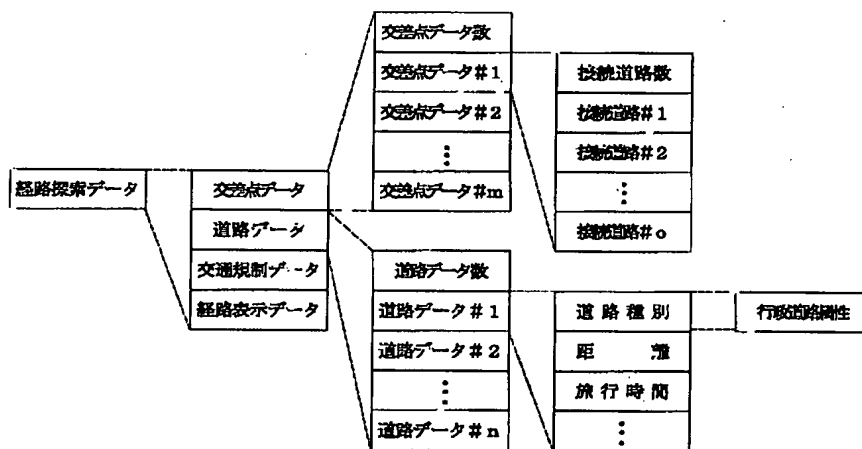 経路探索データ
交差点データ
道路データ
交通規制データ
経路表示データ
交差点データ数
交差点データ#1
交差点データ#2
⋮
交差点データ#m
接続道路数
接続道路#1
接続道路#2
⋮
接続道路#o
道路データ数
道路データ#1
道路データ#2
⋮
道路データ#n
道路種別
距離
旅行時間
⋮
行政道路属性